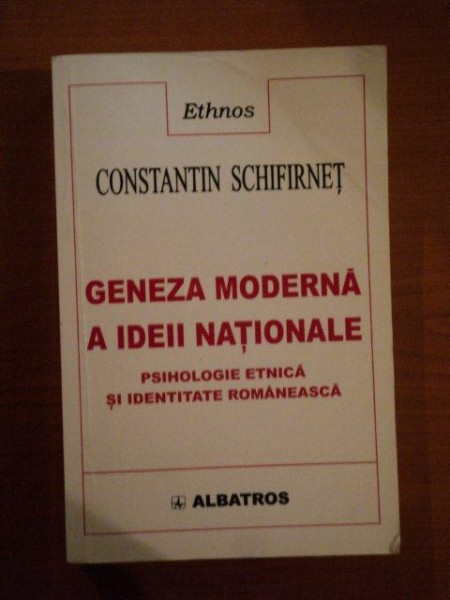 Ethnos
CONSTANTIN SCHIFIRNEȚ
GENEZA MODERNĂ
A IDEII NAȚIONALE
PSIHOLOGIE ETNICĂ
ȘI IDENTITATE ROMÂNEASCĂ
ALBATROS